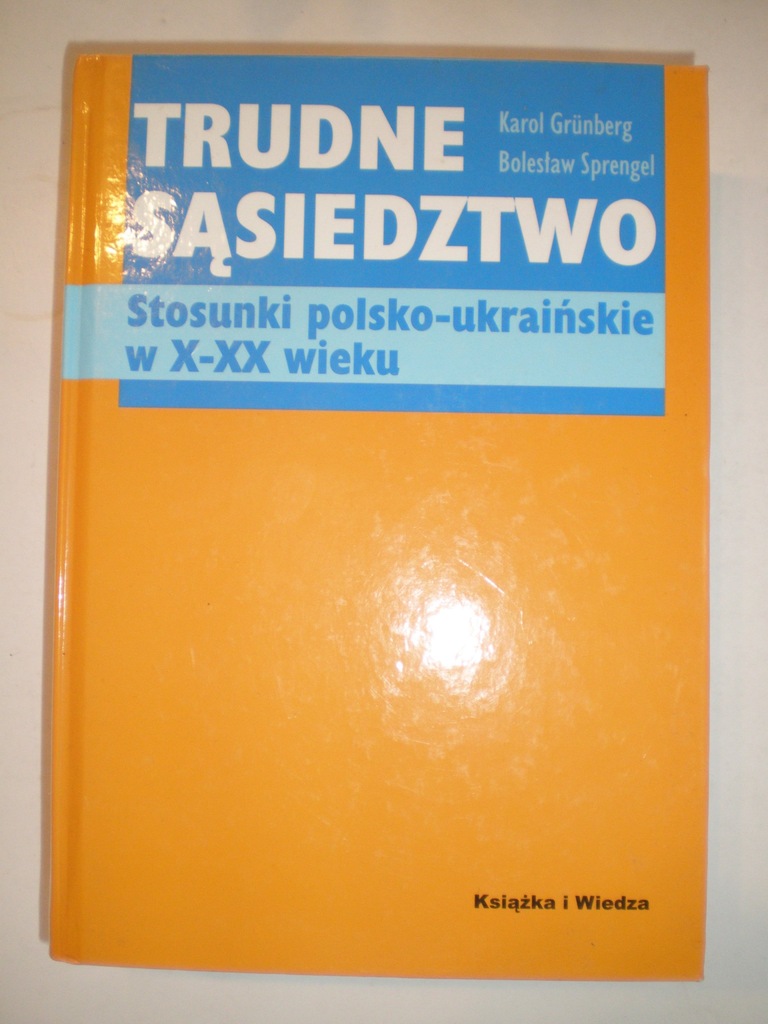 TRUDNE
SĄSIEDZTWO
Karol Grünberg
Bolesław Sprengel
Stosunki polsko-ukraińskie
w X-XX wieku
Książka i Wiedza